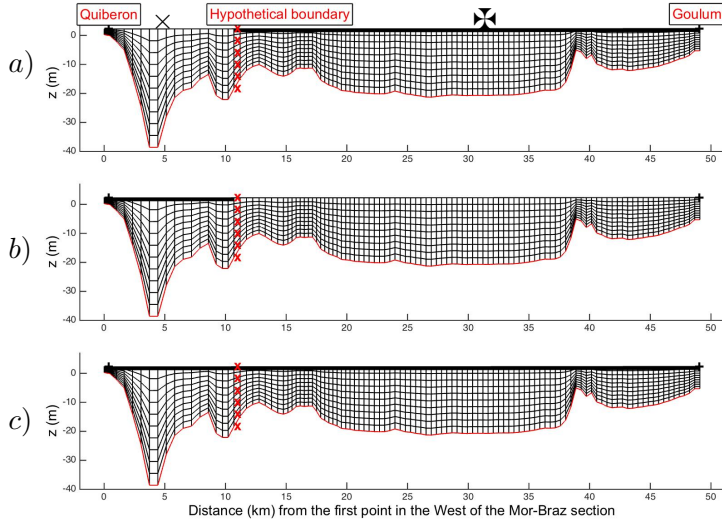 Quiberon Hypothetical boundary Goulum
a)
z (m)
0
-10
-20
-30
-40
0 5 10 15 20 25 30 35 40 45 50
b)
z (m)
0
-10
-20
-30
-40
0 5 10 15 20 25 30 35 40 45 50
c)
z (m)
0
-10
-20
-30
-40
0 5 10 15 20 25 30 35 40 45 50
Distance (km) from the first point in the West of the Mor-Braz section